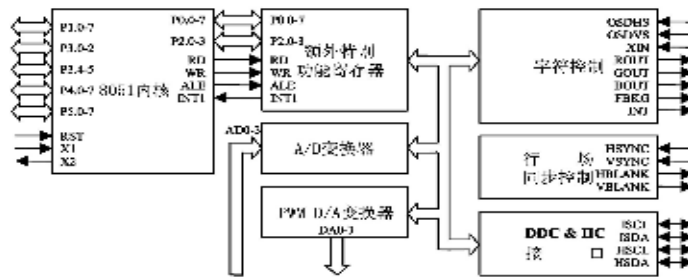 P1.0-7
P3.0-2
P3.4-5
P4.0-7
P5.0-7
RST
X1
X2
8051内核
P0.0-7
P2.0-3
RD
WR
ALE
INT1
P0.0-7
P2.0-3
RD
WR
ALE
INT1
额外特别
功能寄存器
AD0-3
A/D变换器
PWM D/A变换器
DA0-3
字符控制
OSDHS
OSDVS
XIN
ROUT
GOUT
BOUT
FBKG
INT
行 场
同步控制
HSYNC
VSYNC
HBLANK
VBLANK
DDC & IIC
接 口
ISCL
ISDA
HSCL
HSDA